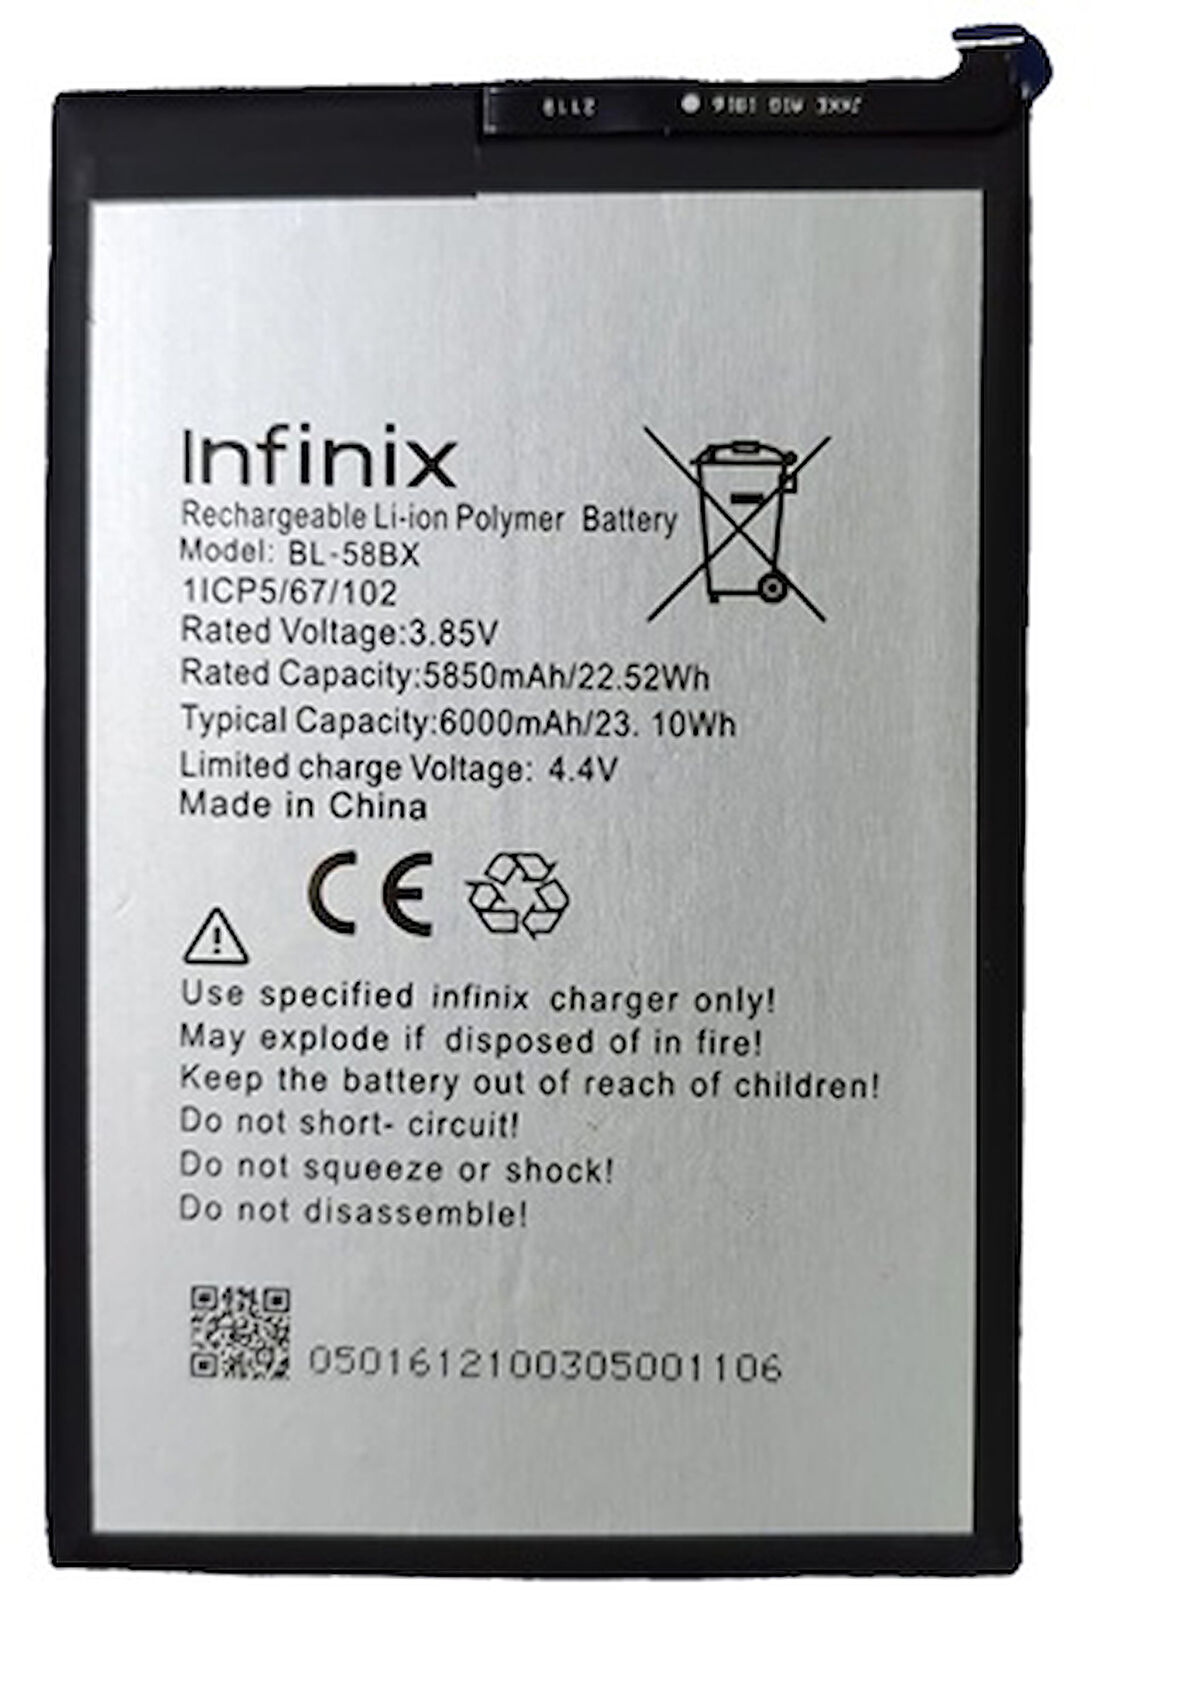 2118
Infinix
Rechargeable Li-ion Polymer Battery
Model: BL-58BX
1ICP5/67/102
Rated Voltage:3.85V
Rated Capacity:5850mAh/22.52Wh
Typical Capacity:6000mAh/23. 10Wh
Limited charge Voltage: 4.4V
Made in China
CE
Use specified infinix charger only!
May explode if disposed of in fire!
Keep the battery out of reach of children!
Do not short- circuit!
Do not squeeze or shock!
Do not disassemble!
0501612100305001106